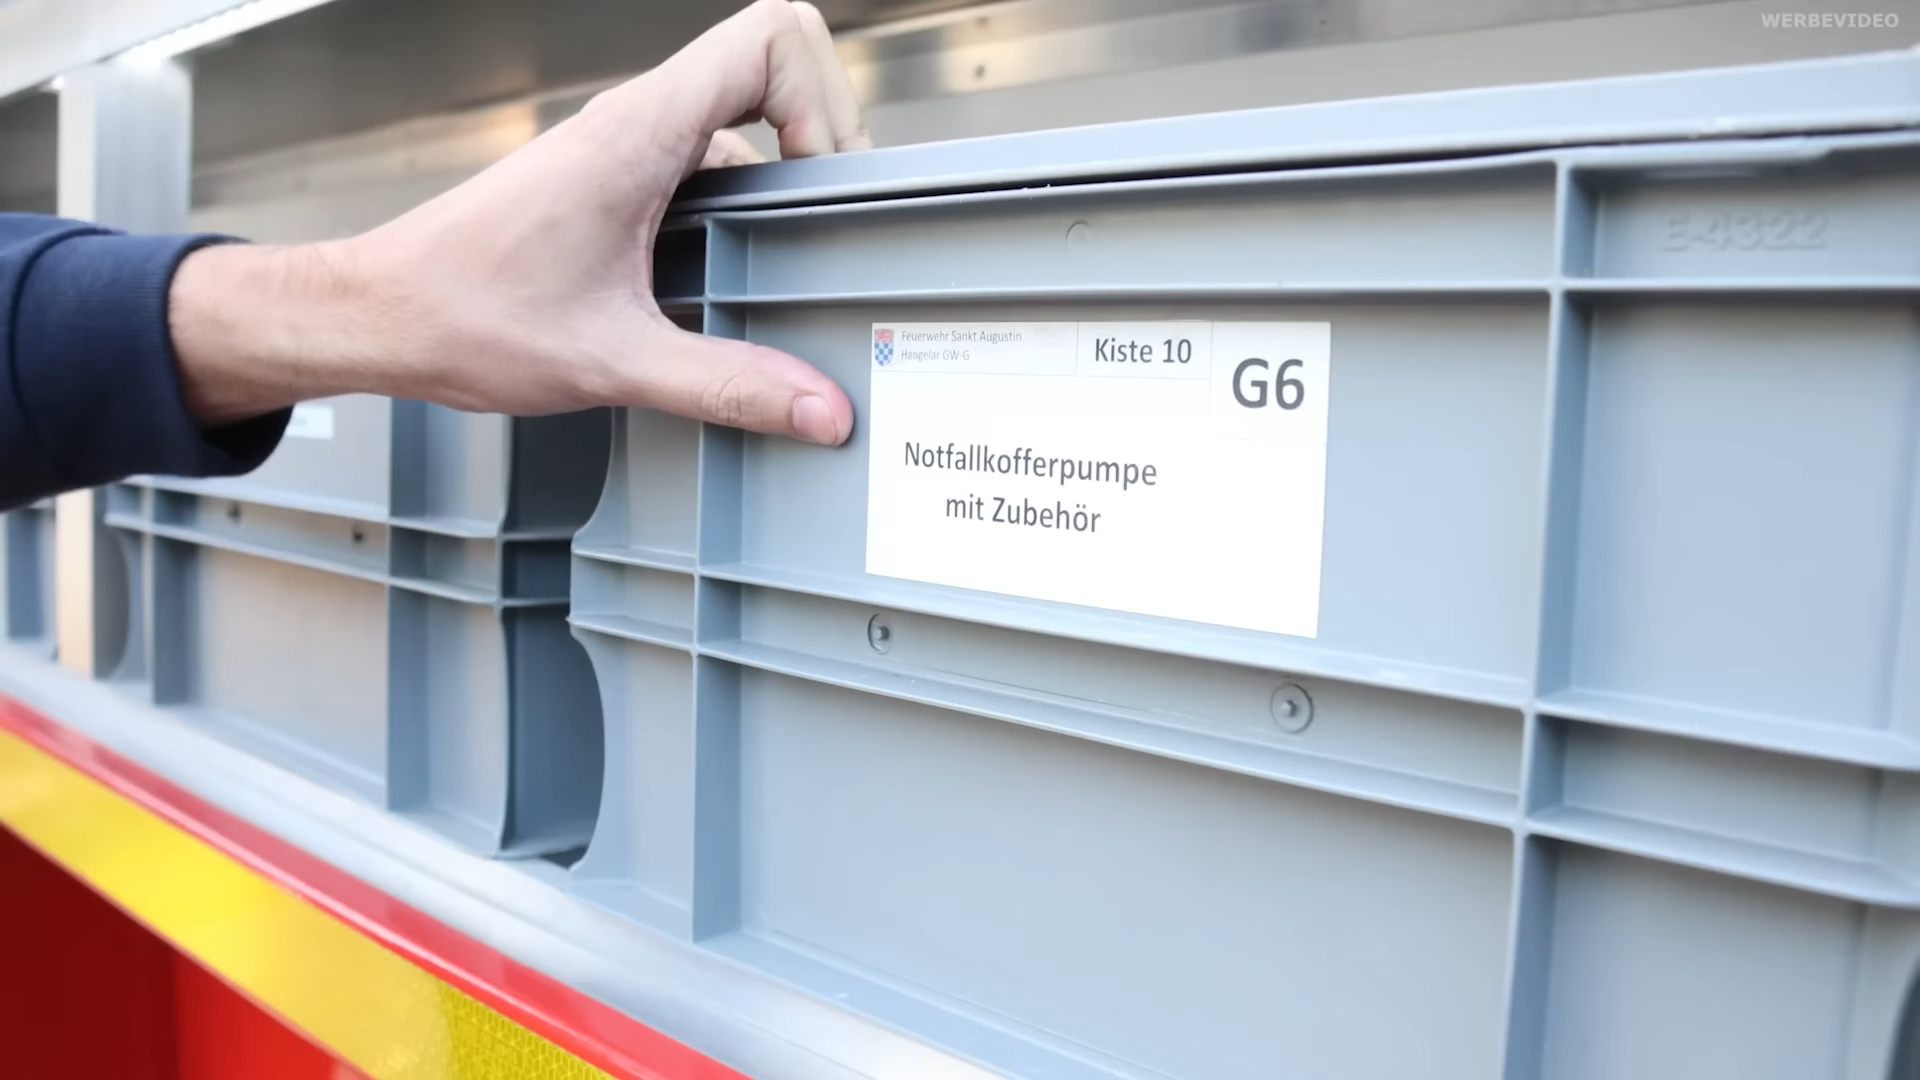 WERBEVIDEO
E-4322
Feuerwehr Sankt Augustin
Hangelar GW-G
Kiste 10
G6
Notfallkofferpumpe
mit Zubehör